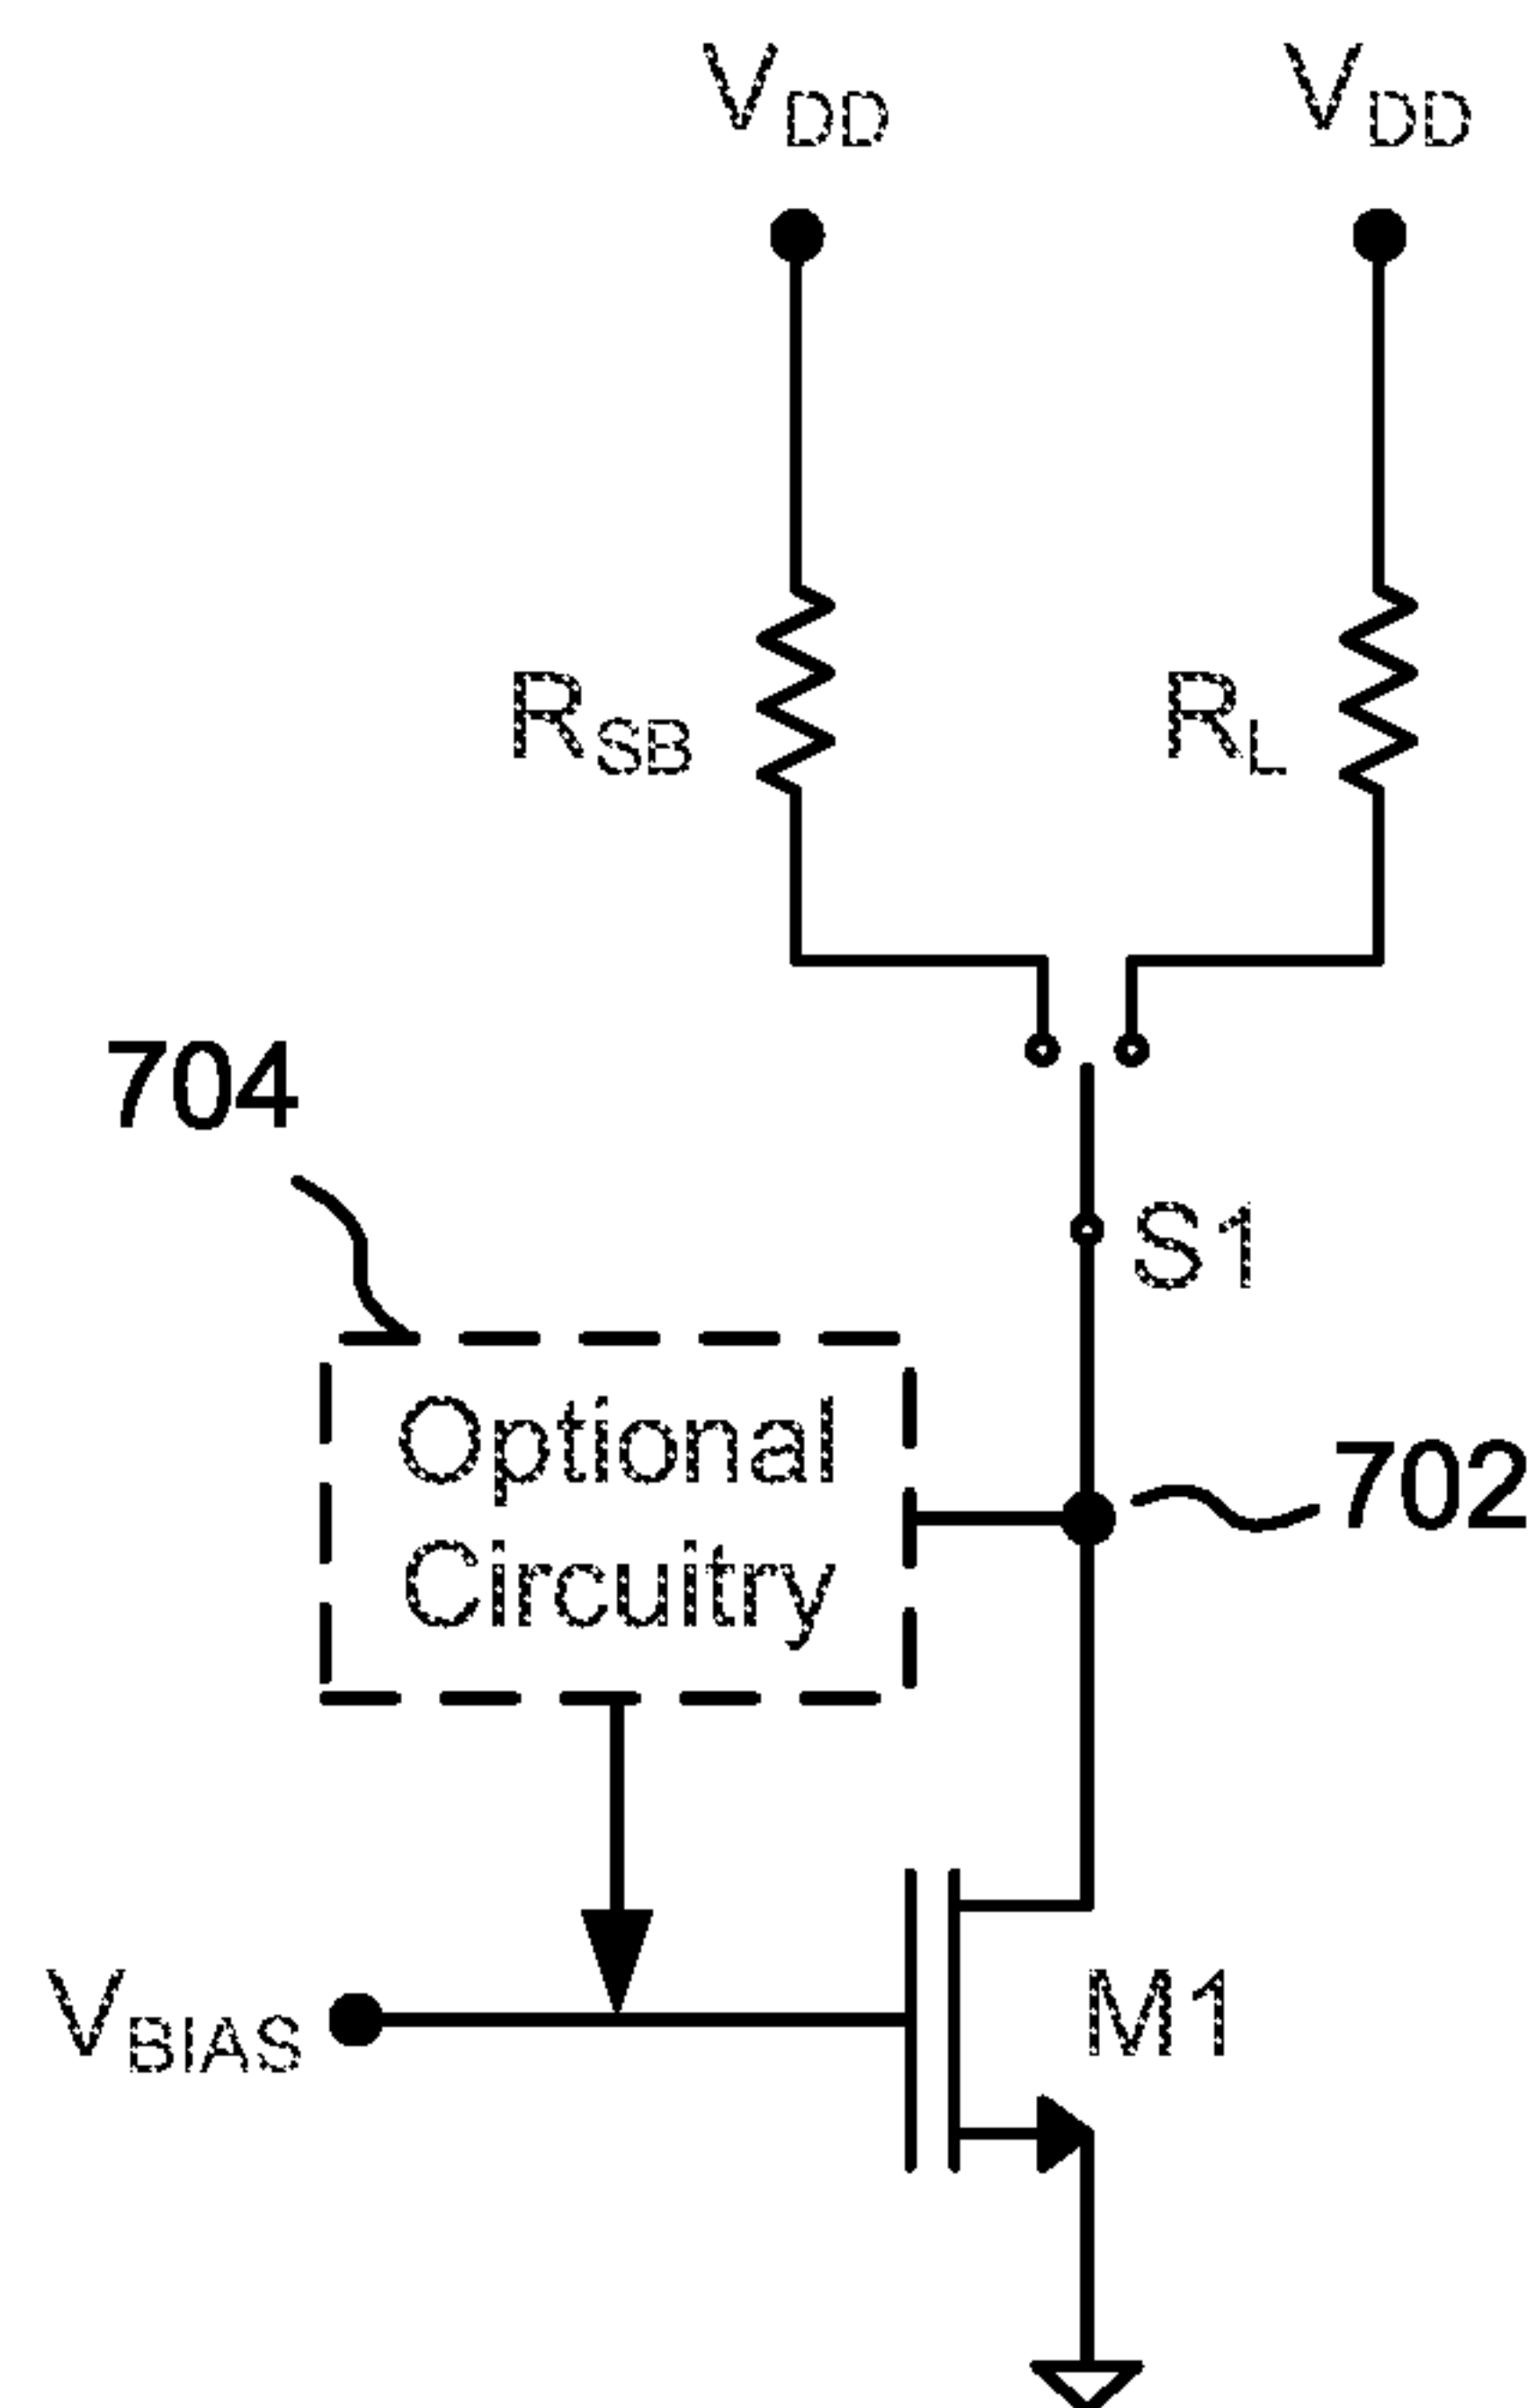 VDD
VDD
RSB
RL
704
S1
Optional
Circuitry
702
VBIAS
M1